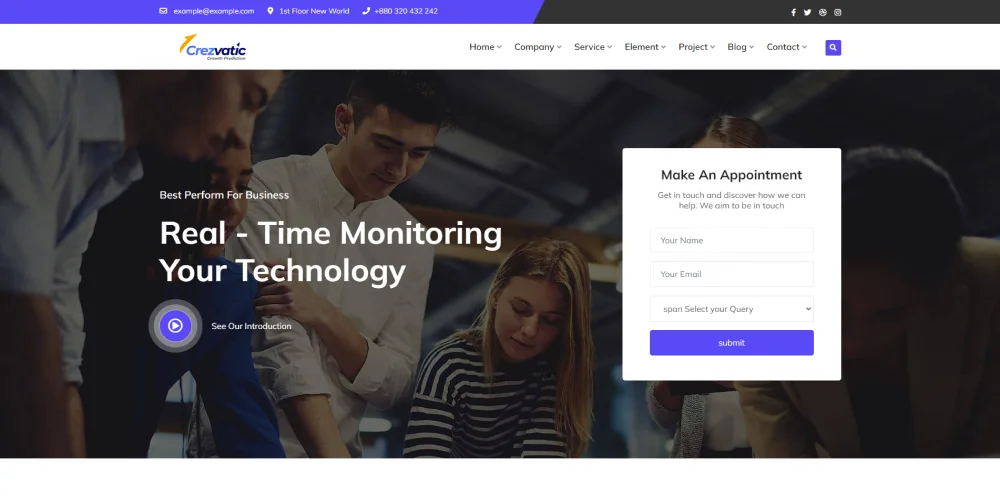 example@example.com
1st Floor New World
+880 320 432 242
Crezvatic
Growth Prediction
Home
Company
Service
Element
Project
Blog
Contact
Best Perform For Business
Real - Time Monitoring
Your Technology
See Our Introduction
Make An Appointment
Get in touch and discover how we can
help. We aim to be in touch
Your Name
Your Email
span Select your Query
submit